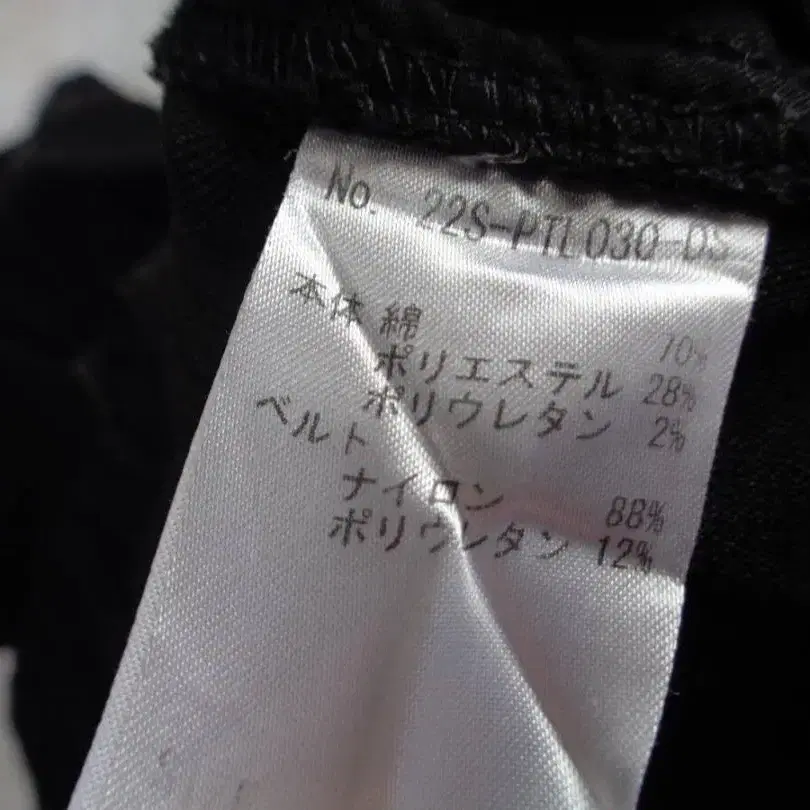 No. 22S-PTL030-DS
本体 綿 70%
ポリエステル 28%
ポリウレタン 2%
ベルト
ナイロン 88%
ポリウレタン 12%